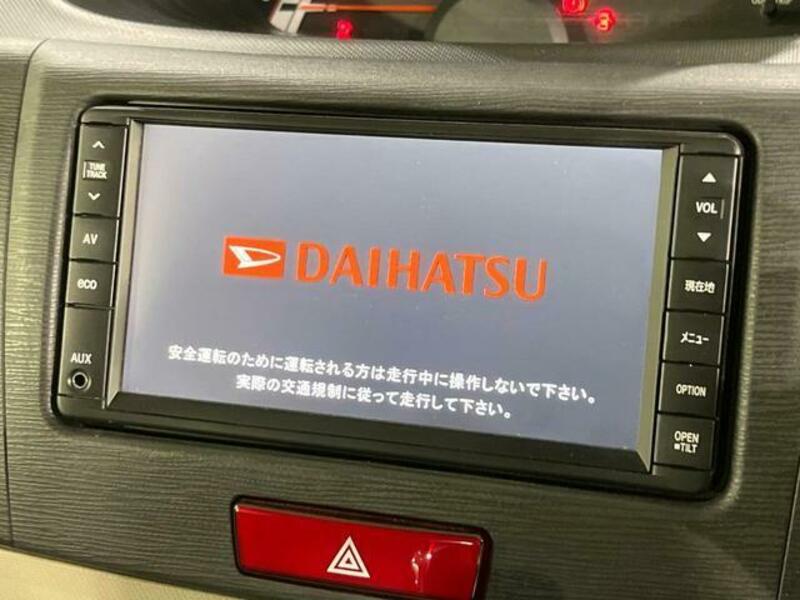 TUNE
TRACK
AV
eco
AUX
DAIHATSU
安全運転のために運転される方は走行中に操作しないで下さい。
実際の交通規制に従って走行して下さい。
VOL
現在地
メニュー
OPTION
OPEN
TILT